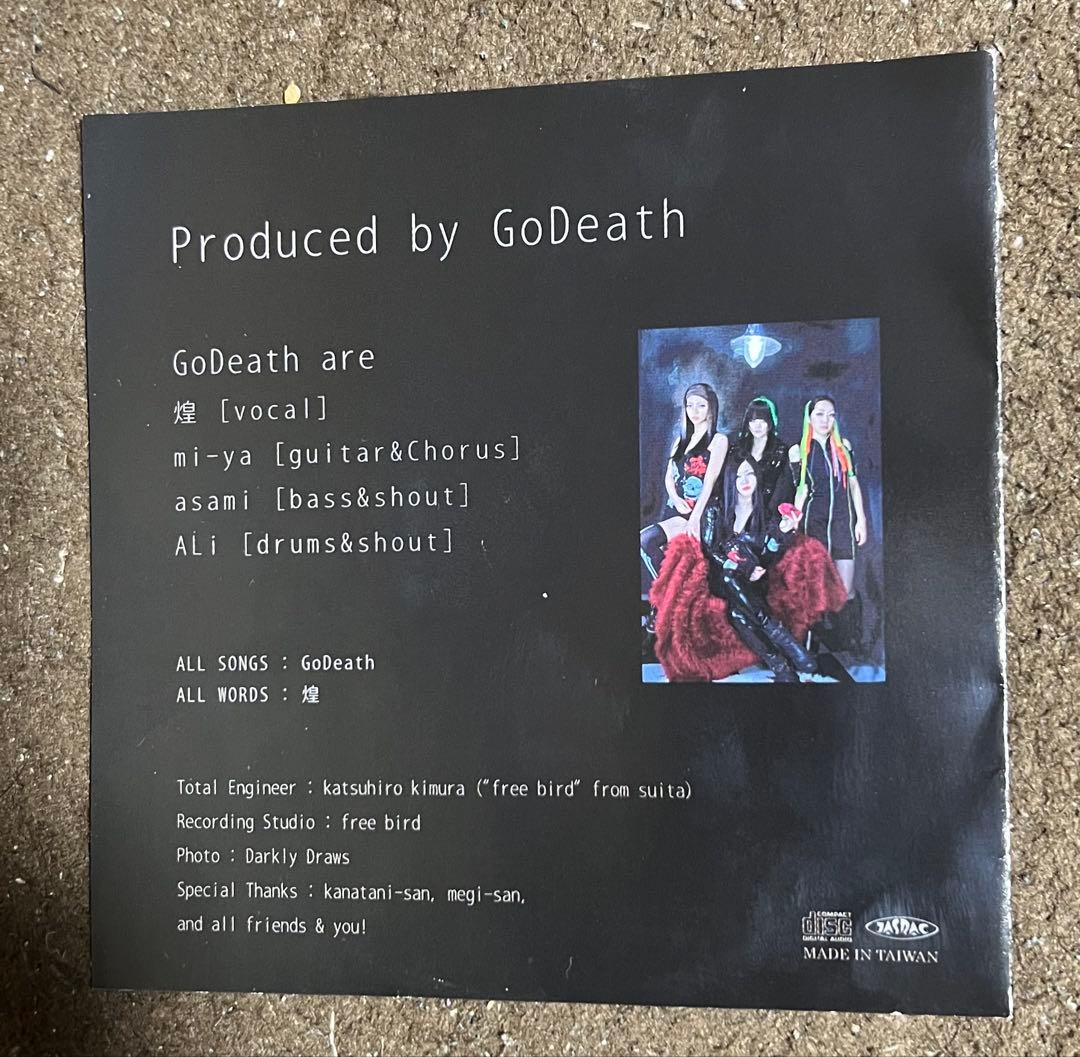 Produced by GoDeath
GoDeath are
煌 [vocal]
mi-ya [guitar&Chorus]
asami [bass&shout]
ALi [drums&shout]
ALL SONGS : GoDeath
ALL WORDS : 煌
Total Engineer : katsuhiro kimura ("free bird" from suita)
Recording Studio : free bird
Photo : Darkly Draws
Special Thanks : kanatani-san, megi-san,
and all friends & you!
COMPACT
disc
DIGITAL AUDIO
JASRAC
MADE IN TAIWAN